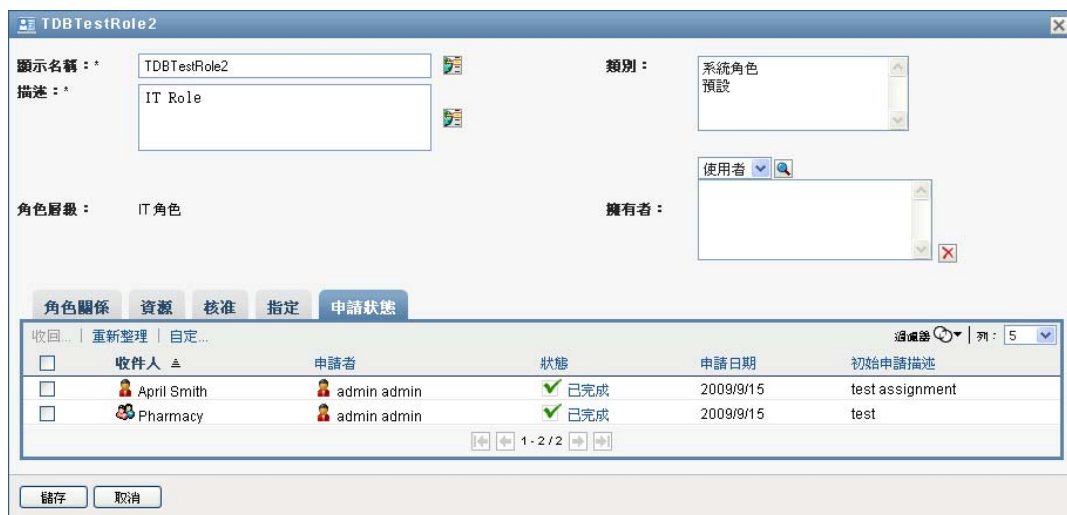 TDBTestRole2
顯示名稱：* TDBTestRole2 類別： 系統角色
預設
描述：* IT Role
使用者
角色層級： IT 角色 擁有者：
角色關係 資源 核准 指定 申請狀態
收回... | 重新整理 | 自定... 過濾器 | 列： 5
收件人 申請者 狀態 申請日期 初始申請描述
April Smith admin admin 已完成 2009/9/15 test assignment
Pharmacy admin admin 已完成 2009/9/15 test
1 - 2 / 2
儲存 取消